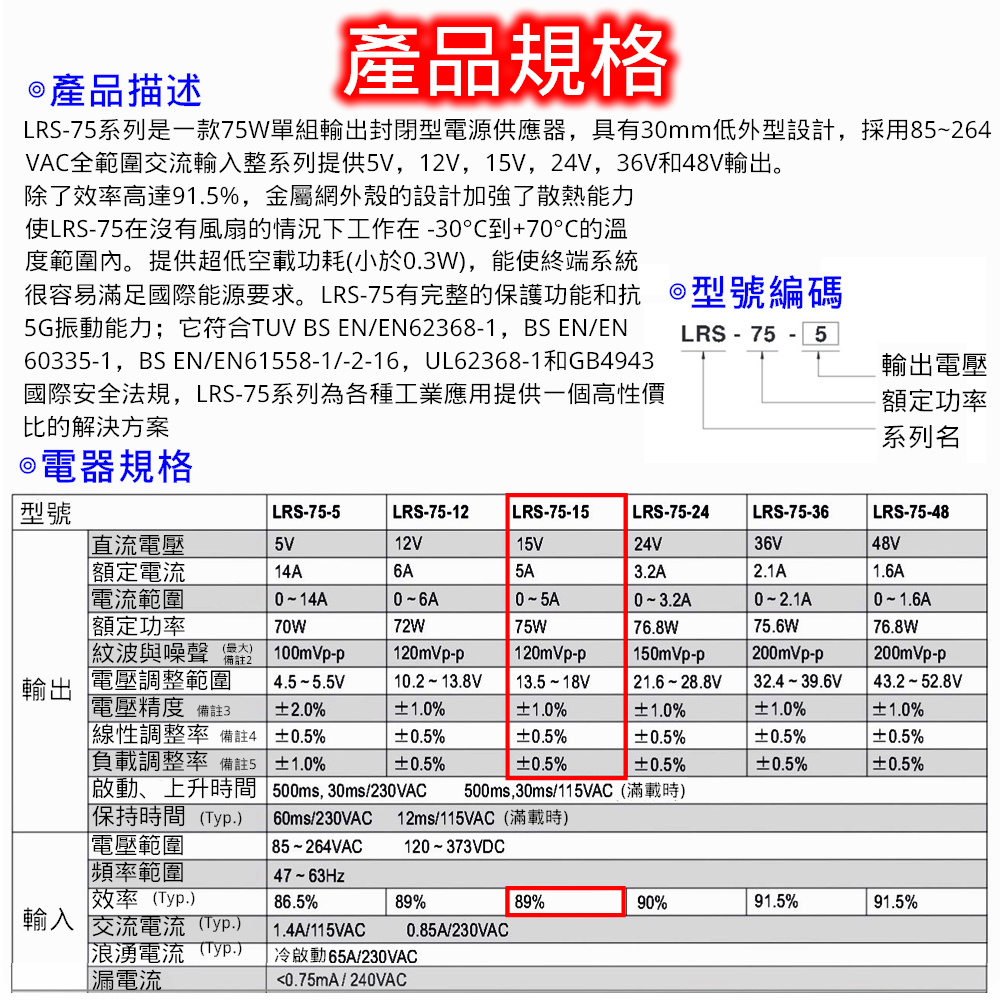 產品規格
◎產品描述
LRS-75系列是一款75W單組輸出封閉型電源供應器，具有30mm低外型設計，採用85~264
VAC全範圍交流輸入整系列提供5V，12V，15V，24V，36V和48V輸出。
除了效率高達91.5%，金屬網外殼的設計加強了散熱能力
使LRS-75在沒有風扇的情況下工作在 -30°C到+70°C的溫
度範圍內。提供超低空載功耗(小於0.3W)，能使終端系統
很容易滿足國際能源要求。LRS-75有完整的保護功能和抗
5G振動能力；它符合TUV BS EN/EN62368-1，BS EN/EN
60335-1，BS EN/EN61558-1/-2-16，UL62368-1和GB4943
國際安全法規，LRS-75系列為各種工業應用提供一個高性價
比的解決方案
◎型號編碼
LRS - 75 - 5
輸出電壓
額定功率
系列名
◎電器規格
型號 LRS-75-5 LRS-75-12 LRS-75-15 LRS-75-24 LRS-75-36 LRS-75-48
輸出
直流電壓 5V 12V 15V 24V 36V 48V
額定電流 14A 6A 5A 3.2A 2.1A 1.6A
電流範圍 0~14A 0~6A 0~5A 0~3.2A 0~2.1A 0~1.6A
額定功率 70W 72W 75W 76.8W 75.6W 76.8W
紋波與噪聲 (最大) 備註2 100mVp-p 120mVp-p 120mVp-p 150mVp-p 200mVp-p 200mVp-p
電壓調整範圍 4.5~5.5V 10.2~13.8V 13.5~18V 21.6~28.8V 32.4~39.6V 43.2~52.8V
電壓精度 備註3 ±2.0% ±1.0% ±1.0% ±1.0% ±1.0% ±1.0%
線性調整率 備註4 ±0.5% ±0.5% ±0.5% ±0.5% ±0.5% ±0.5%
負載調整率 備註5 ±1.0% ±0.5% ±0.5% ±0.5% ±0.5% ±0.5%
啟動、上升時間 500ms, 30ms/230VAC 500ms,30ms/115VAC (滿載時)
保持時間 (Typ.) 60ms/230VAC 12ms/115VAC (滿載時)
輸入
電壓範圍 85~264VAC 120~373VDC
頻率範圍 47~63Hz
效率 (Typ.) 86.5% 89% 89% 90% 91.5% 91.5%
交流電流 (Typ.) 1.4A/115VAC 0.85A/230VAC
浪湧電流 (Typ.) 冷啟動65A/230VAC
漏電流 <0.75mA / 240VAC